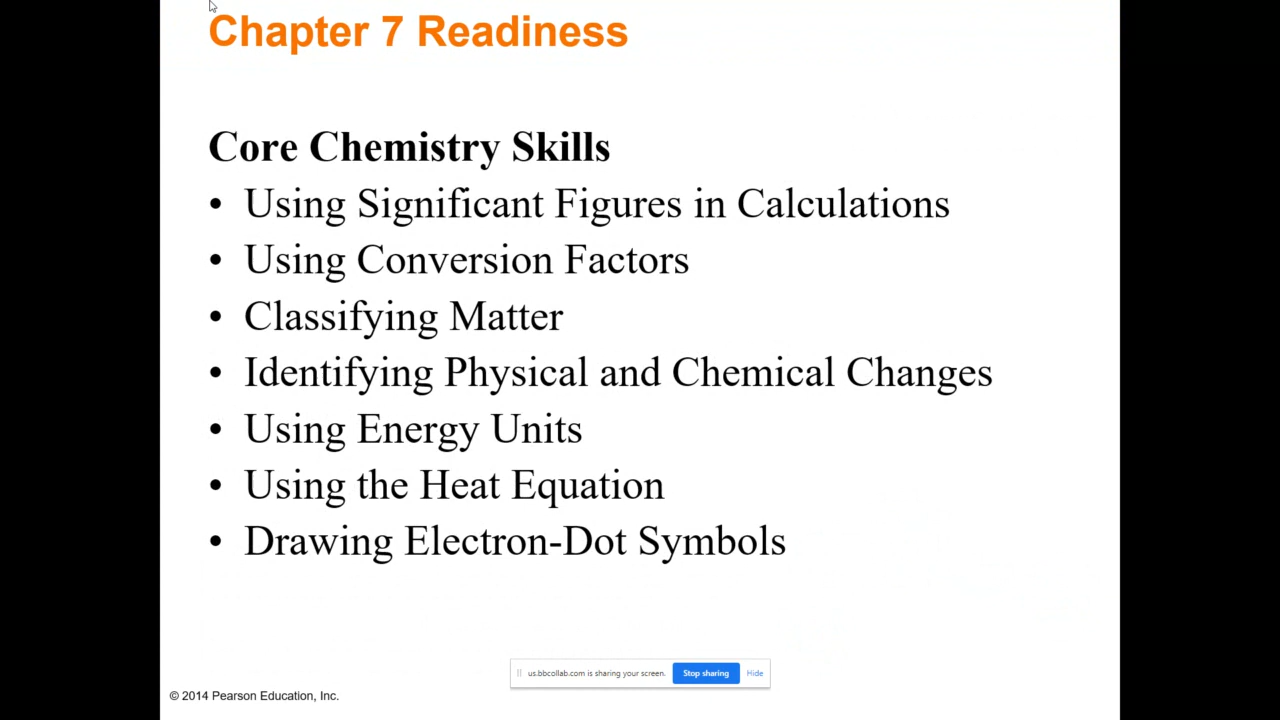 Chapter 7 Readiness
Core Chemistry Skills
• Using Significant Figures in Calculations
• Using Conversion Factors
• Classifying Matter
• Identifying Physical and Chemical Changes
• Using Energy Units
• Using the Heat Equation
• Drawing Electron-Dot Symbols
us.bbcollab.com is sharing your screen. Stop sharing Hide
© 2014 Pearson Education, Inc.